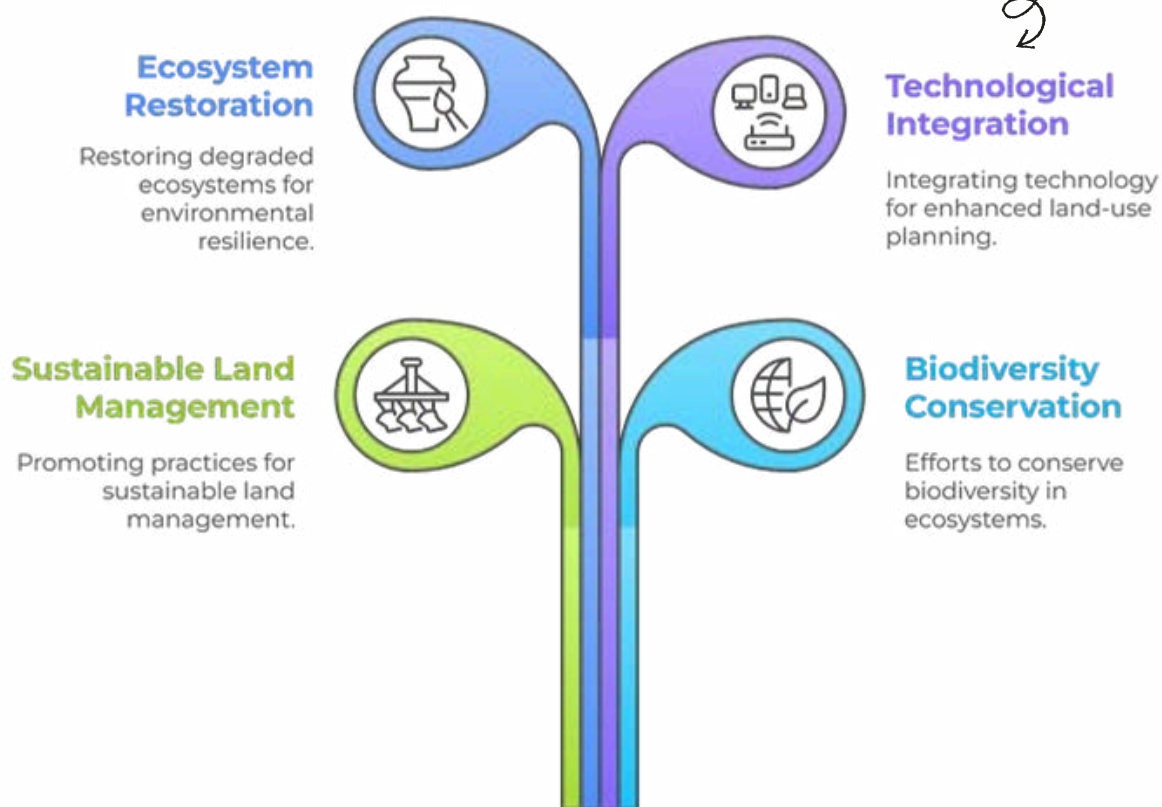 Ecosystem
Restoration
Restoring degraded
ecosystems for
environmental
resilience.
Technological
Integration
Integrating technology
for enhanced land-use
planning.
Sustainable Land
Management
Promoting practices for
sustainable land
management.
Biodiversity
Conservation
Efforts to conserve
biodiversity in
ecosystems.